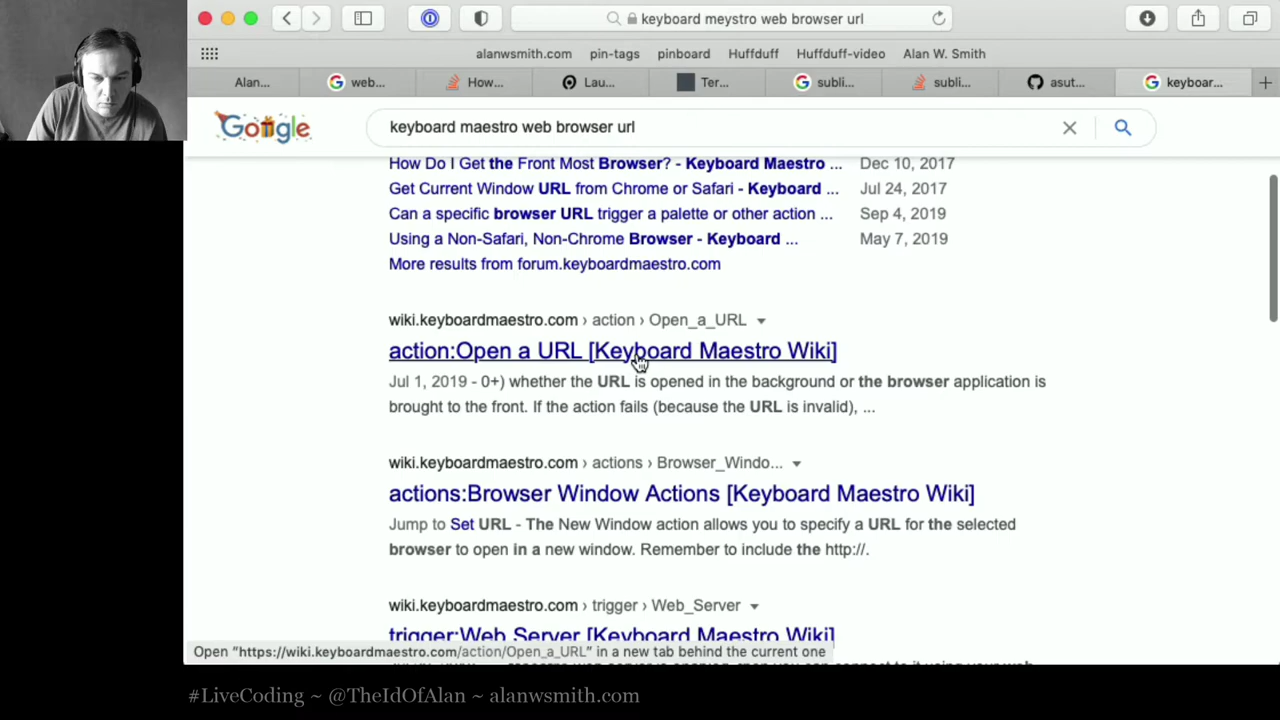 keyboard meystro web browser url
alanwsmith.com pin-tags pinboard Huffduff Huffduff-video Alan W. Smith
Alan... web... How... Lau... Ter... subli... subli... asut... keyboar...
Google
keyboard maestro web browser url
How Do I Get the Front Most Browser? - Keyboard Maestro ... Dec 10, 2017
Get Current Window URL from Chrome or Safari - Keyboard ... Jul 24, 2017
Can a specific browser URL trigger a palette or other action ... Sep 4, 2019
Using a Non-Safari, Non-Chrome Browser - Keyboard ... May 7, 2019
More results from forum.keyboardmaestro.com
wiki.keyboardmaestro.com › action › Open_a_URL
action:Open a URL [Keyboard Maestro Wiki]
Jul 1, 2019 - 0+) whether the URL is opened in the background or the browser application is
brought to the front. If the action fails (because the URL is invalid), ...
wiki.keyboardmaestro.com › actions › Browser_Windo...
actions:Browser Window Actions [Keyboard Maestro Wiki]
Jump to Set URL - The New Window action allows you to specify a URL for the selected
browser to open in a new window. Remember to include the http://.
wiki.keyboardmaestro.com › trigger › Web_Server
trigger:Web Server [Keyboard Maestro Wiki]
Open "https://wiki.keyboardmaestro.com/action/Open_a_URL" in a new tab behind the current one
#LiveCoding ~ @TheIdOfAlan ~ alanwsmith.com